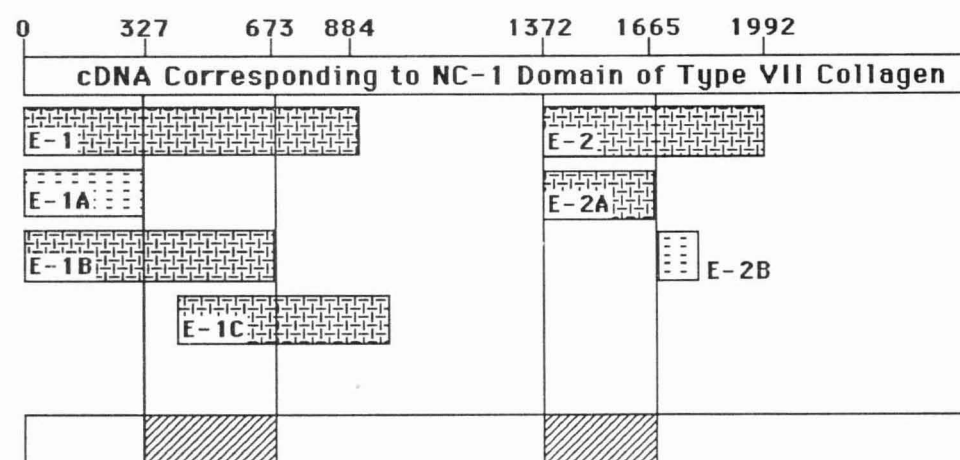 0 327 673 884 1372 1665 1992
cDNA Corresponding to NC-1 Domain of Type VII Collagen
E-1 E-2
E-1A E-2A
E-1B E-2B
E-1C